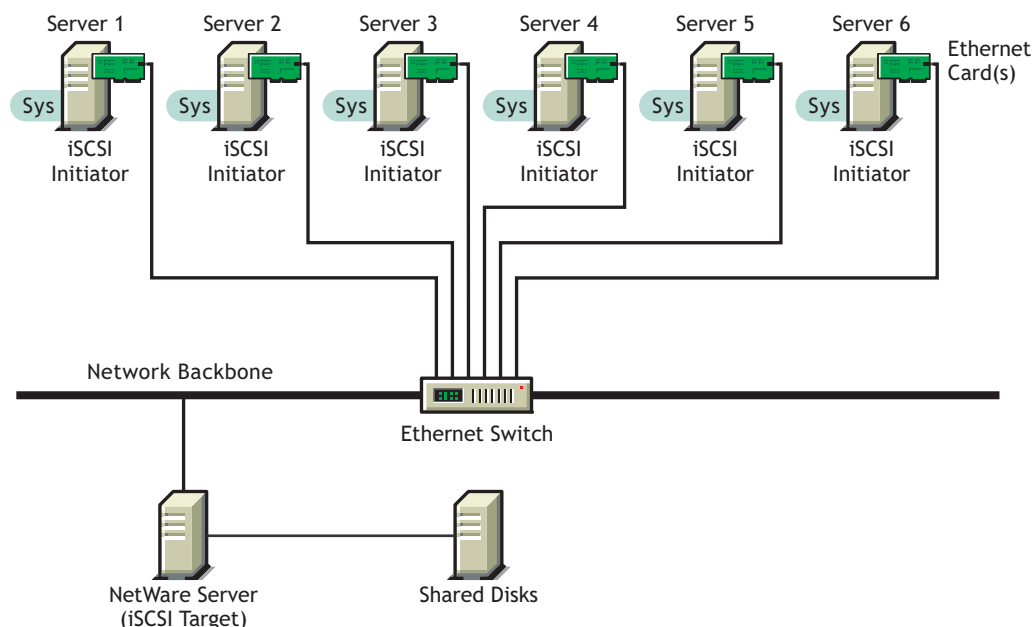 Server 1
Server 2
Server 3
Server 4
Server 5
Server 6
Ethernet
Card(s)
Sys
Sys
Sys
Sys
Sys
Sys
iSCSI
Initiator
iSCSI
Initiator
iSCSI
Initiator
iSCSI
Initiator
iSCSI
Initiator
iSCSI
Initiator
Network Backbone
Ethernet Switch
NetWare Server
(iSCSI Target)
Shared Disks